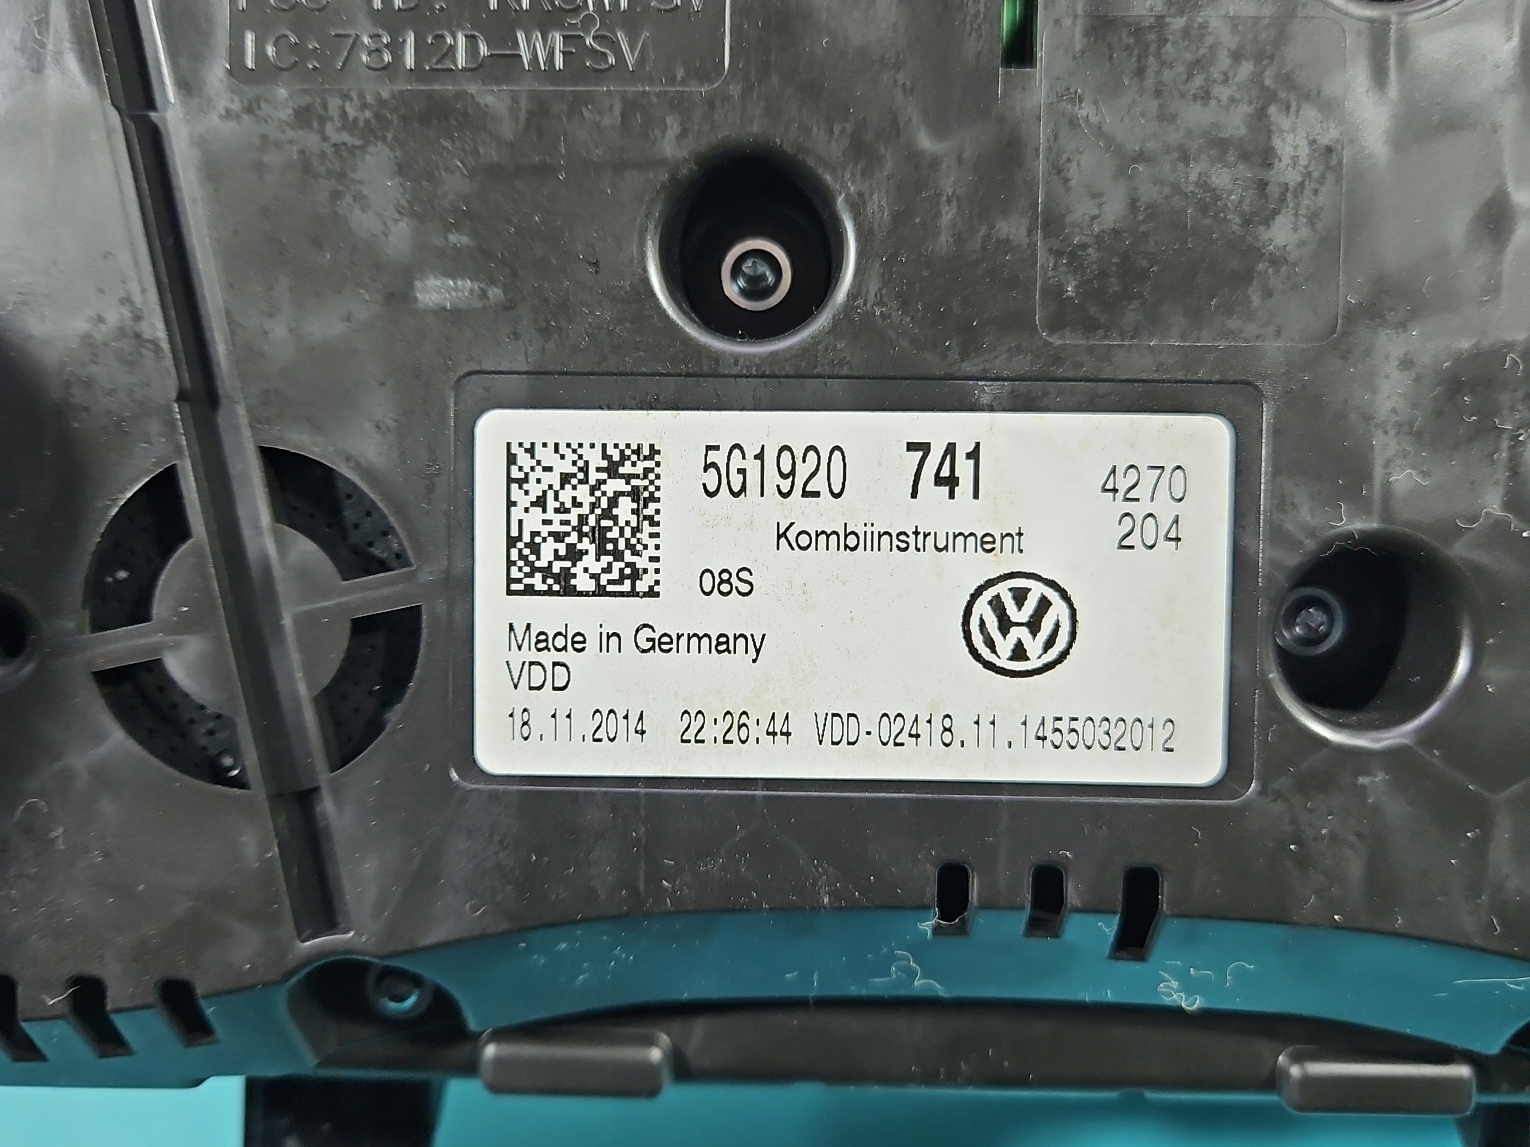 IC:7812D-WFSV
5G1920 741 4270
Kombiinstrument 204
08S
Made in Germany
VDD
18.11.2014 22:26:44 VDD-02418.11.1455032012